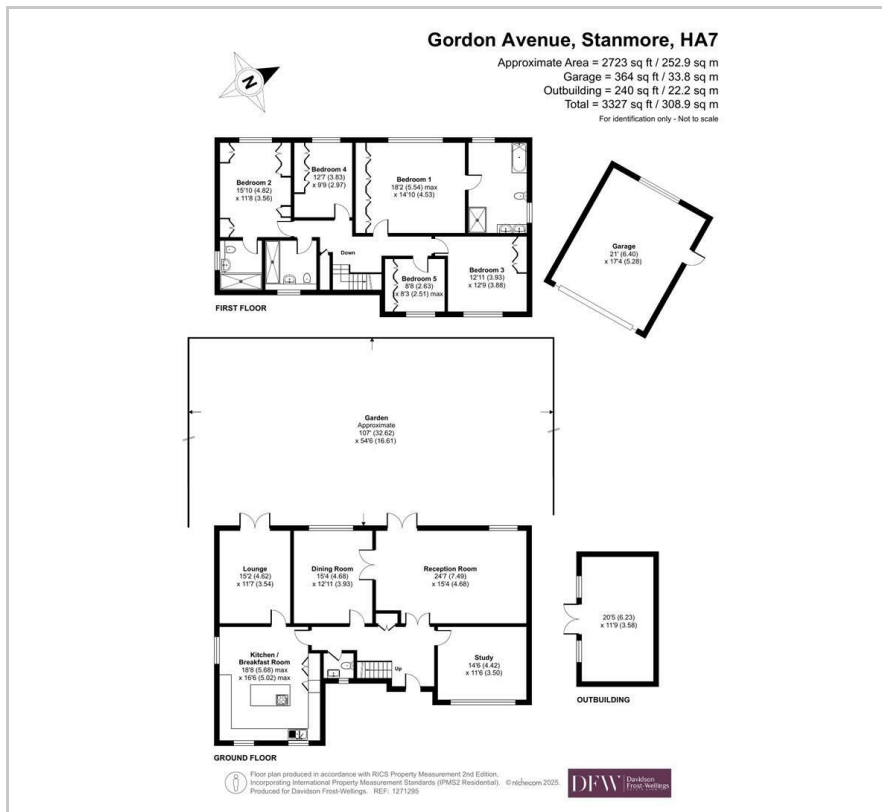 Gordon Avenue, Stanmore, HA7
Approximate Area = 2723 sq ft / 252.9 sq m
Garage = 364 sq ft / 33.8 sq m
Outbuilding = 240 sq ft / 22.2 sq m
Total = 3327 sq ft / 308.9 sq m
For identification only - Not to scale
N
Bedroom 2
15'10 (4.82)
x 11'8 (3.56)
Bedroom 4
12'7 (3.83)
x 9'9 (2.97)
Bedroom 1
18'2 (5.54) max
x 14'10 (4.53)
Down
Bedroom 5
8'8 (2.63)
x 8'3 (2.51) max
Bedroom 3
12'11 (3.93)
x 12'9 (3.88)
FIRST FLOOR
Garage
21' (6.40)
x 17'4 (5.28)
Garden
Approximate
107' (32.62)
x 54'6 (16.61)
Lounge
15'2 (4.62)
x 11'7 (3.54)
Dining Room
15'4 (4.68)
x 12'11 (3.93)
Reception Room
24'7 (7.49)
x 15'4 (4.68)
Kitchen /
Breakfast Room
18'8 (5.68) max
x 16'6 (5.02) max
Up
Study
14'6 (4.42)
x 11'6 (3.50)
20'5 (6.23)
x 11'9 (3.58)
OUTBUILDING
GROUND FLOOR
Floor plan produced in accordance with RICS Property Measurement 2nd Edition,
Incorporating International Property Measurement Standards (IPMS2 Residential). © nichecom 2025.
Produced for Davidson Frost-Wellings. REF: 1271295
DFW
Davidson
Frost-Wellings